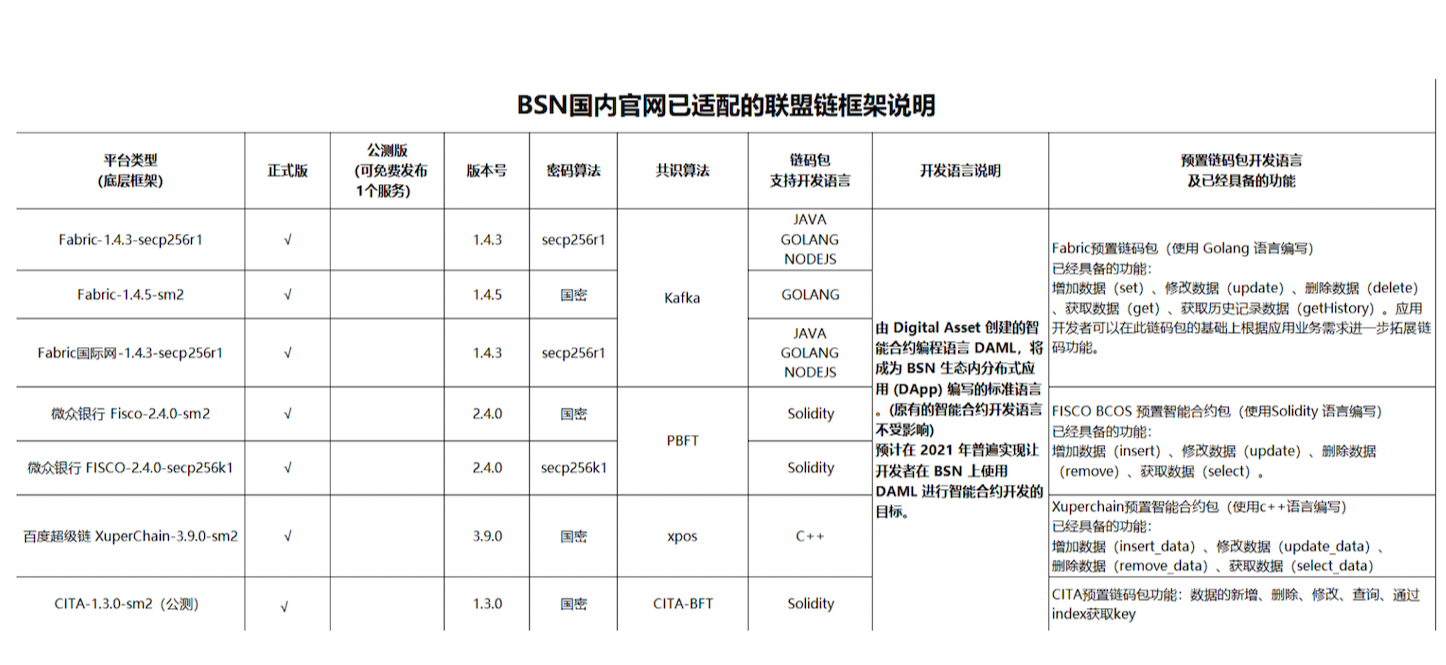 BSN国内官网已适配的联盟链框架说明
平台类型
(底层框架)
正式版
公测版
(可免费发布
1个服务)
版本号
密码算法
共识算法
链码包
支持开发语言
开发语言说明
预置链码包开发语言
及已经具备的功能
Fabric-1.4.3-secp256r1
√
1.4.3
secp256r1
Kafka
JAVA
GOLANG
NODEJS
由 Digital Asset 创建的智
能合约编程语言 DAML，将
成为 BSN 生态内分布式应
用 (DApp) 编写的标准语言
。(原有的智能合约开发语言
不受影响)
预计在 2021 年普遍实现让
开发者在 BSN 上使用
DAML 进行智能合约开发的
目标。
Fabric预置链码包（使用 Golang 语言编写）
已经具备的功能：
增加数据（set）、修改数据（update）、删除数据（delete）
、获取数据（get）、获取历史记录数据（getHistory）。应用
开发者可以在此链码包的基础上根据应用业务需求进一步拓展链
码功能。
Fabric-1.4.5-sm2
√
1.4.5
国密
GOLANG
Fabric国际网-1.4.3-secp256r1
√
1.4.3
secp256r1
JAVA
GOLANG
NODEJS
微众银行 Fisco-2.4.0-sm2
√
2.4.0
国密
PBFT
Solidity
FISCO BCOS 预置智能合约包（使用Solidity 语言编写）
已经具备的功能：
增加数据（insert）、修改数据（update）、删除数据
（remove）、获取数据（select）。
微众银行 FISCO-2.4.0-secp256k1
√
2.4.0
secp256k1
Solidity
百度超级链 XuperChain-3.9.0-sm2
√
3.9.0
国密
xpos
C++
Xuperchain预置智能合约包（使用c++语言编写）
已经具备的功能：
增加数据（insert_data）、修改数据（update_data）、
删除数据（remove_data）、获取数据（select_data）
CITA-1.3.0-sm2（公测）
√
1.3.0
国密
CITA-BFT
Solidity
CITA预置链码包功能：数据的新增、删除、修改、查询、通过
index获取key